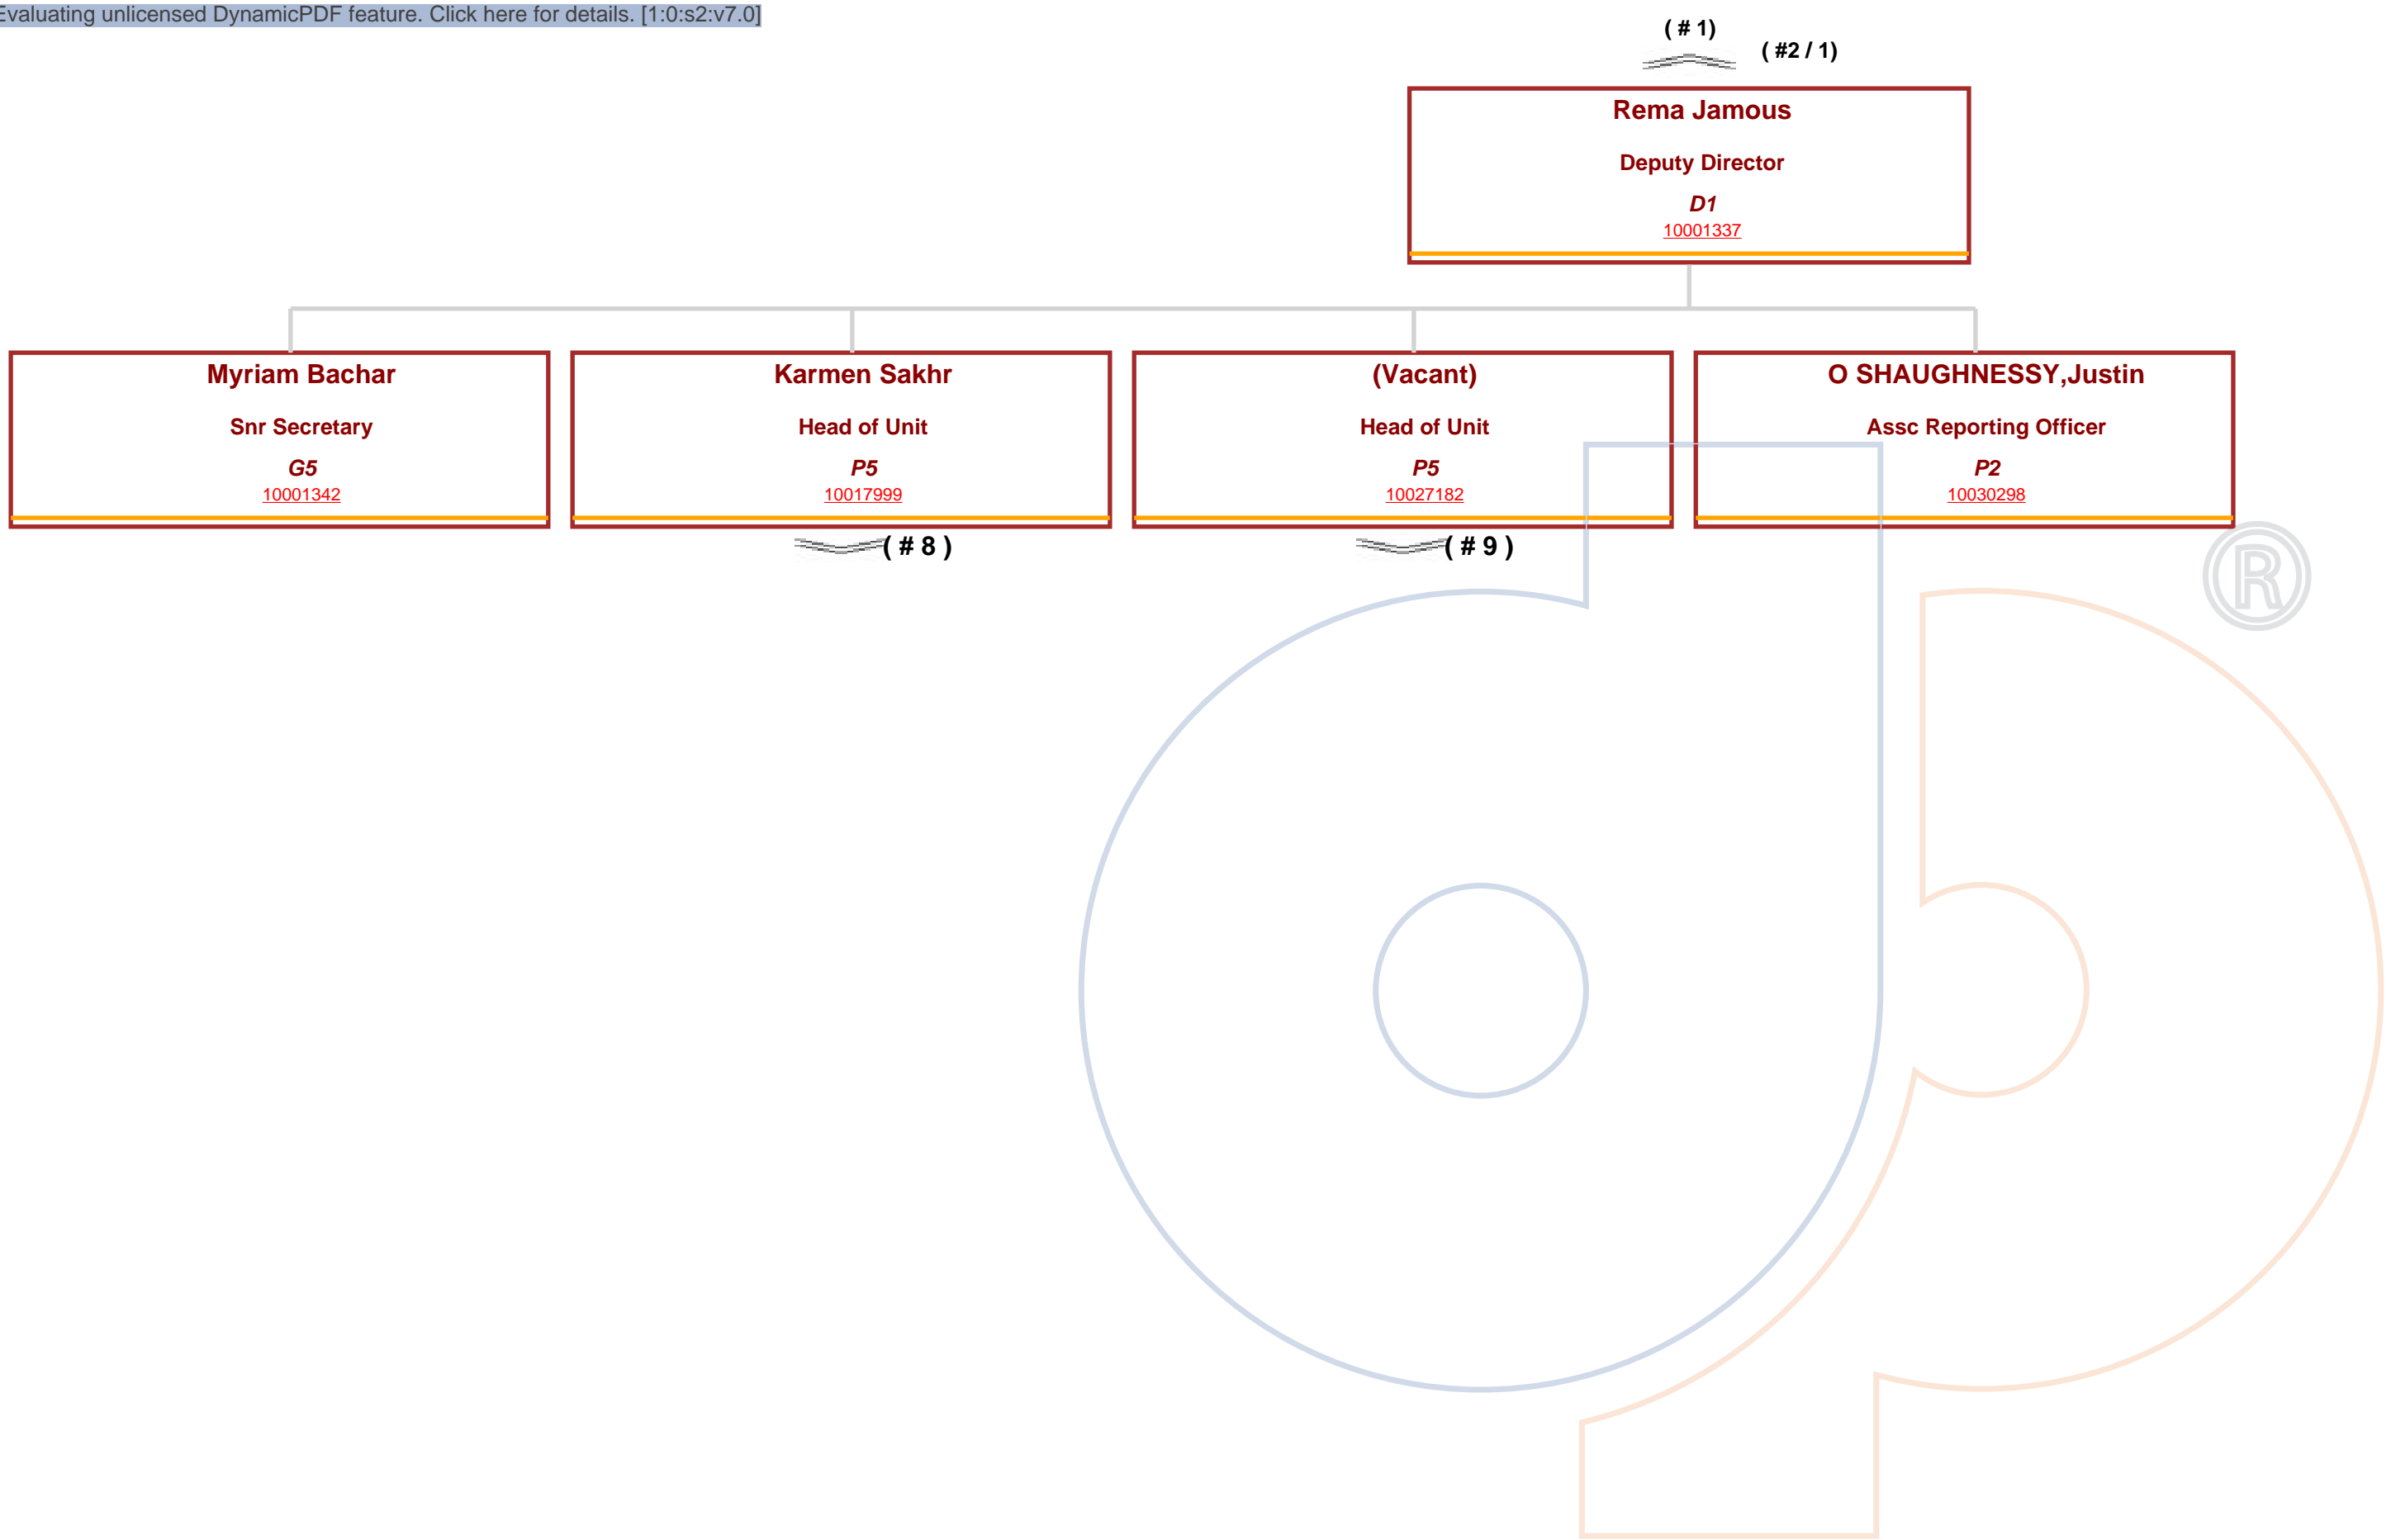 Evaluating unlicensed DynamicPDF feature. Click here for details. [1:0:s2:v7.0]
( # 1)
( #2 / 1)
Rema Jamous
Deputy Director
D1
10001337
Myriam Bachar
Snr Secretary
G5
10001342
Karmen Sakhr
Head of Unit
P5
10017999
( # 8 )
(Vacant)
Head of Unit
P5
10027182
( # 9 )
O SHAUGHNESSY,Justin
Assc Reporting Officer
P2
10030298
®